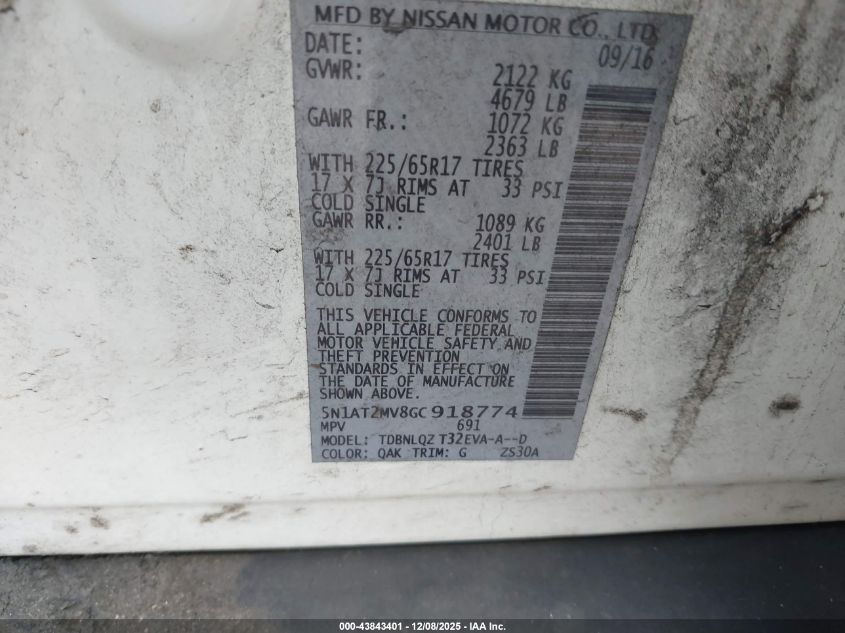 MFD BY NISSAN MOTOR CO., LTD
DATE: 09/16
GVWR: 2122 KG
4679 LB
GAWR FR.: 1072 KG
2363 LB
WITH 225/65R17 TIRES
17 X 7J RIMS AT 33 PSI
COLD SINGLE
GAWR RR.: 1089 KG
2401 LB
WITH 225/65R17 TIRES
17 X 7J RIMS AT 33 PSI
COLD SINGLE
THIS VEHICLE CONFORMS TO
ALL APPLICABLE FEDERAL
MOTOR VEHICLE SAFETY AND
THEFT PREVENTION
STANDARDS IN EFFECT ON
THE DATE OF MANUFACTURE
SHOWN ABOVE.
5N1AT2MV8GC918774
MPV 691
MODEL: TDBNLQZ T32EVA-A--D
COLOR: QAK TRIM: G ZS30A
000-43843401 - 12/08/2025 - IAA Inc.